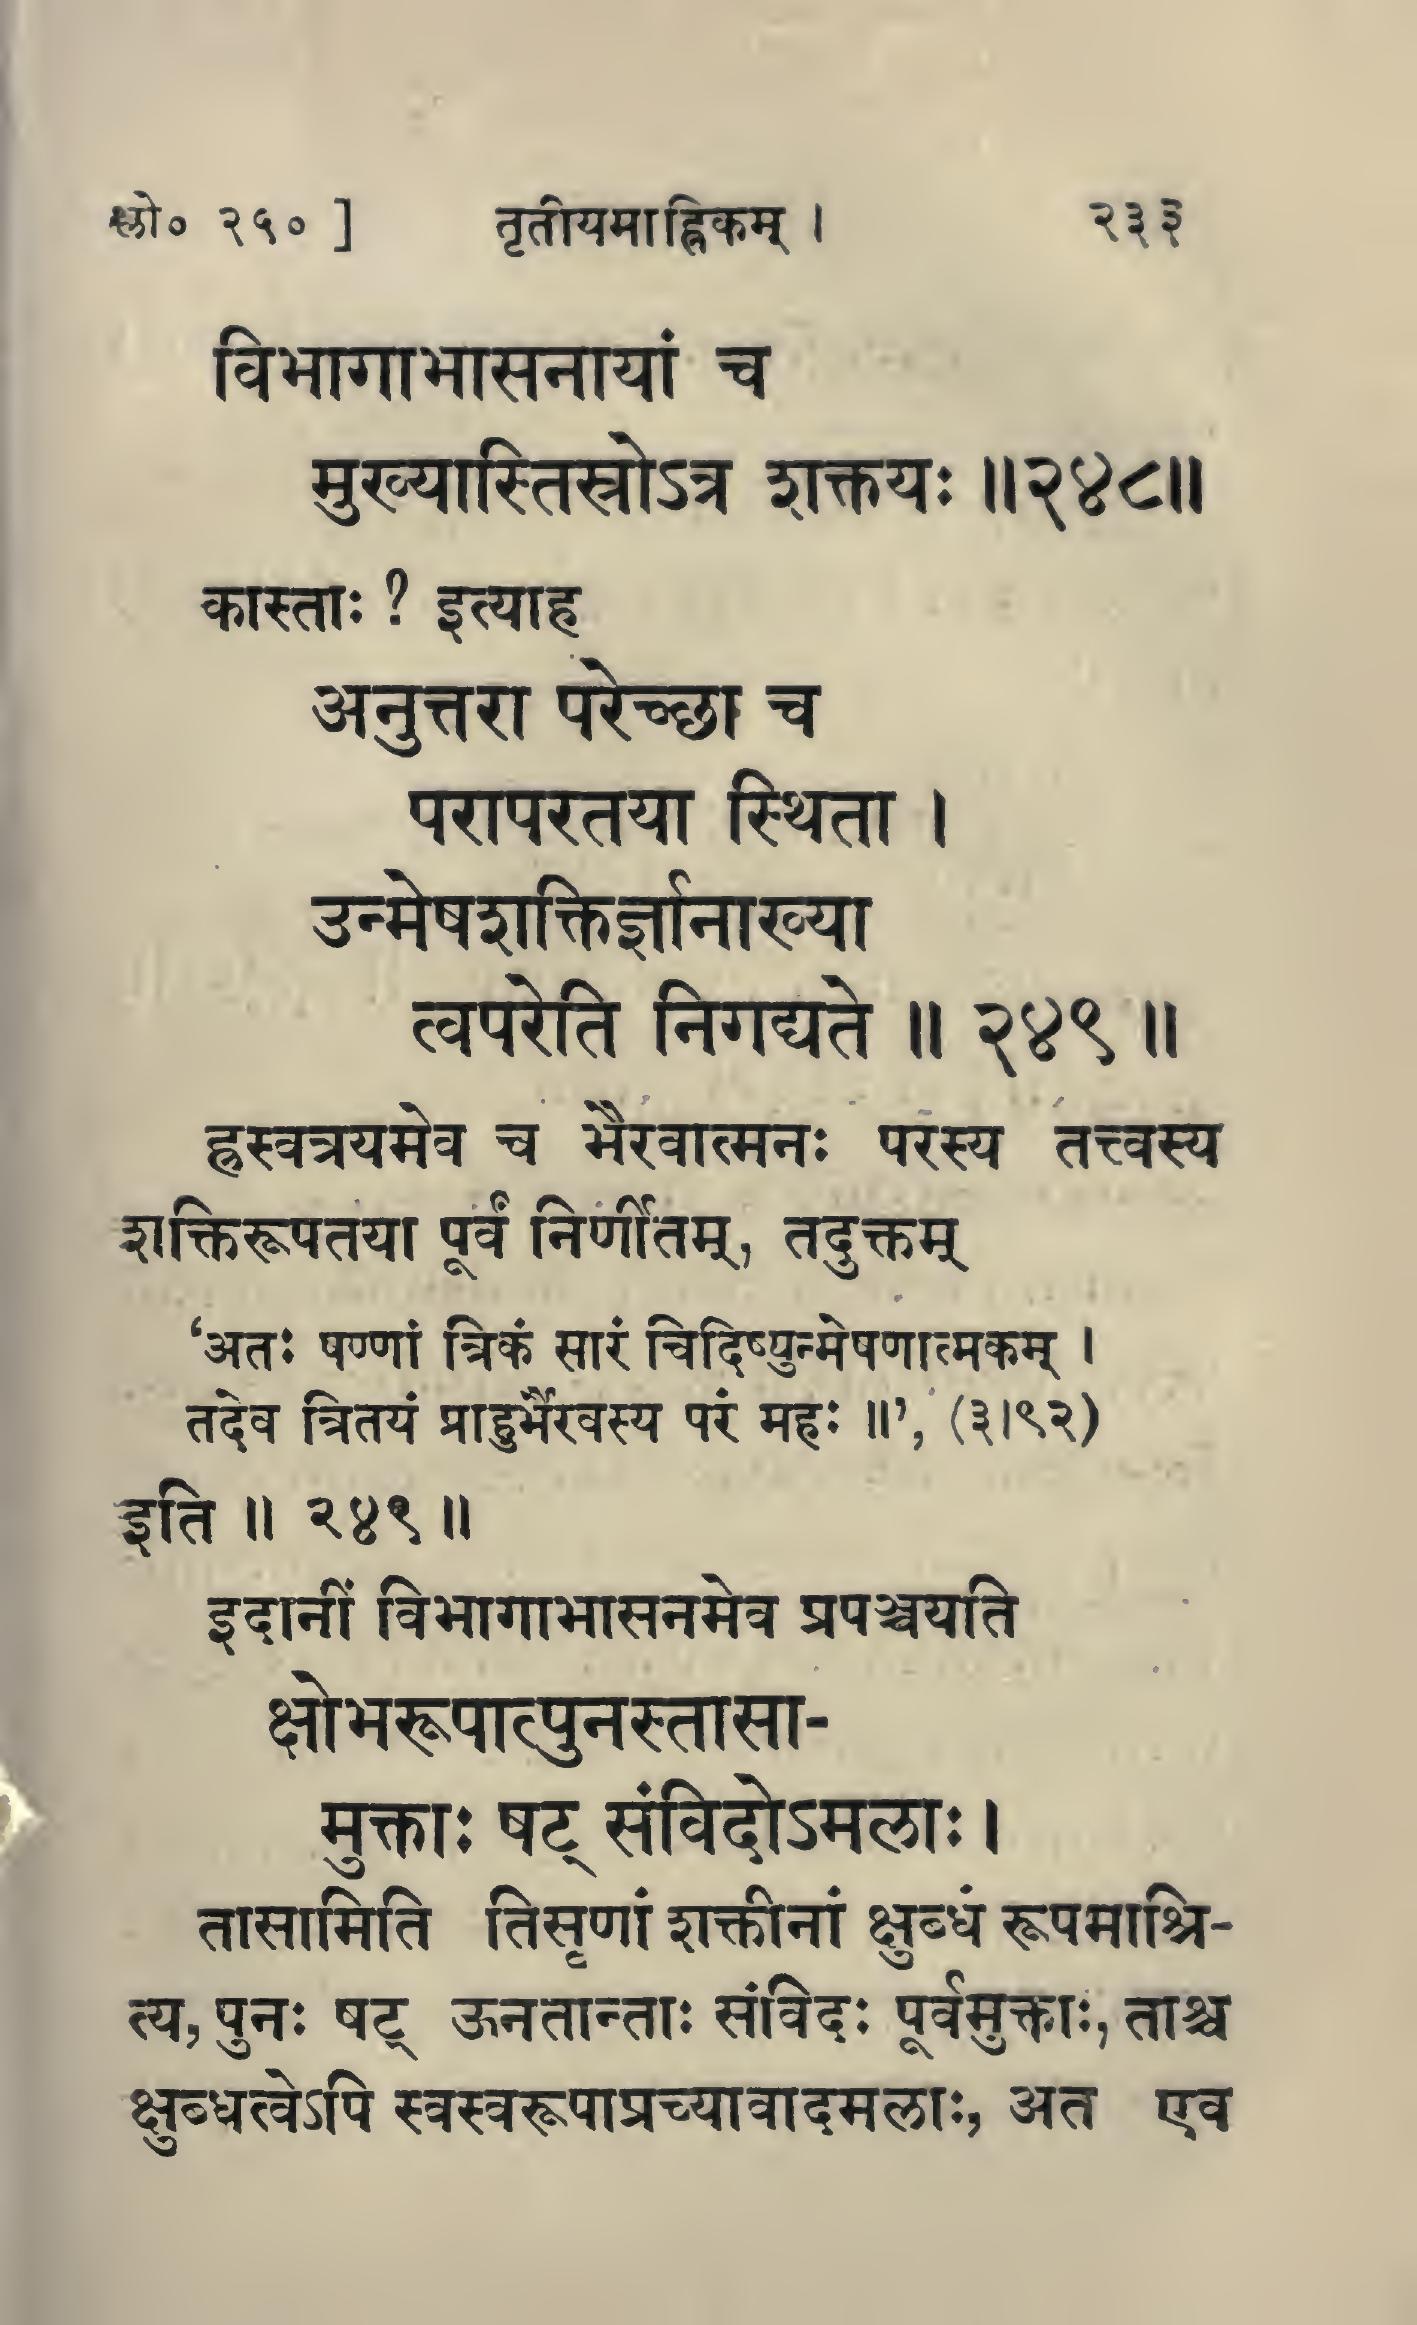 श्लो० २५० ] तृतीयमाह्निकम् । २३३
विभागाभासनायां च
मुख्यास्तिस्रोऽत्र शक्तयः ॥२४८॥
कास्ताः ? इत्याह
अनुत्तरा परेच्छा च
परापरतया स्थिता ।
उन्मेषशक्तिर्ज्ञानाख्या
त्वपरेति निगद्यते ॥ २४९ ॥
ह्रस्वत्रयमेव च भैरवात्मनः परस्य तत्त्वस्य
शक्तिरूपतया पूर्वं निर्णीतम्, तदुक्तम्
‘अतः षण्णां त्रिकं सारं चिदिष्युन्मेषणात्मकम् ।
तदेव त्रितयं प्राहुर्भैरवस्य परं महः ॥’, (३।९२)
इति ॥ २४९ ॥
इदानीं विभागाभासनमेव प्रपञ्चयति
क्षोभरूपात्पुनस्तासा-
मुक्ताः षट् संविदोऽमलाः ।
तासामिति तिसृणां शक्तीनां क्षुब्धं रूपमाश्रि-
त्य, पुनः षट् ऊनतान्ताः संविदः पूर्वमुक्ताः, ताश्च
क्षुब्धत्वेऽपि स्वस्वरूपाप्रच्यावादमलाः, अत एव